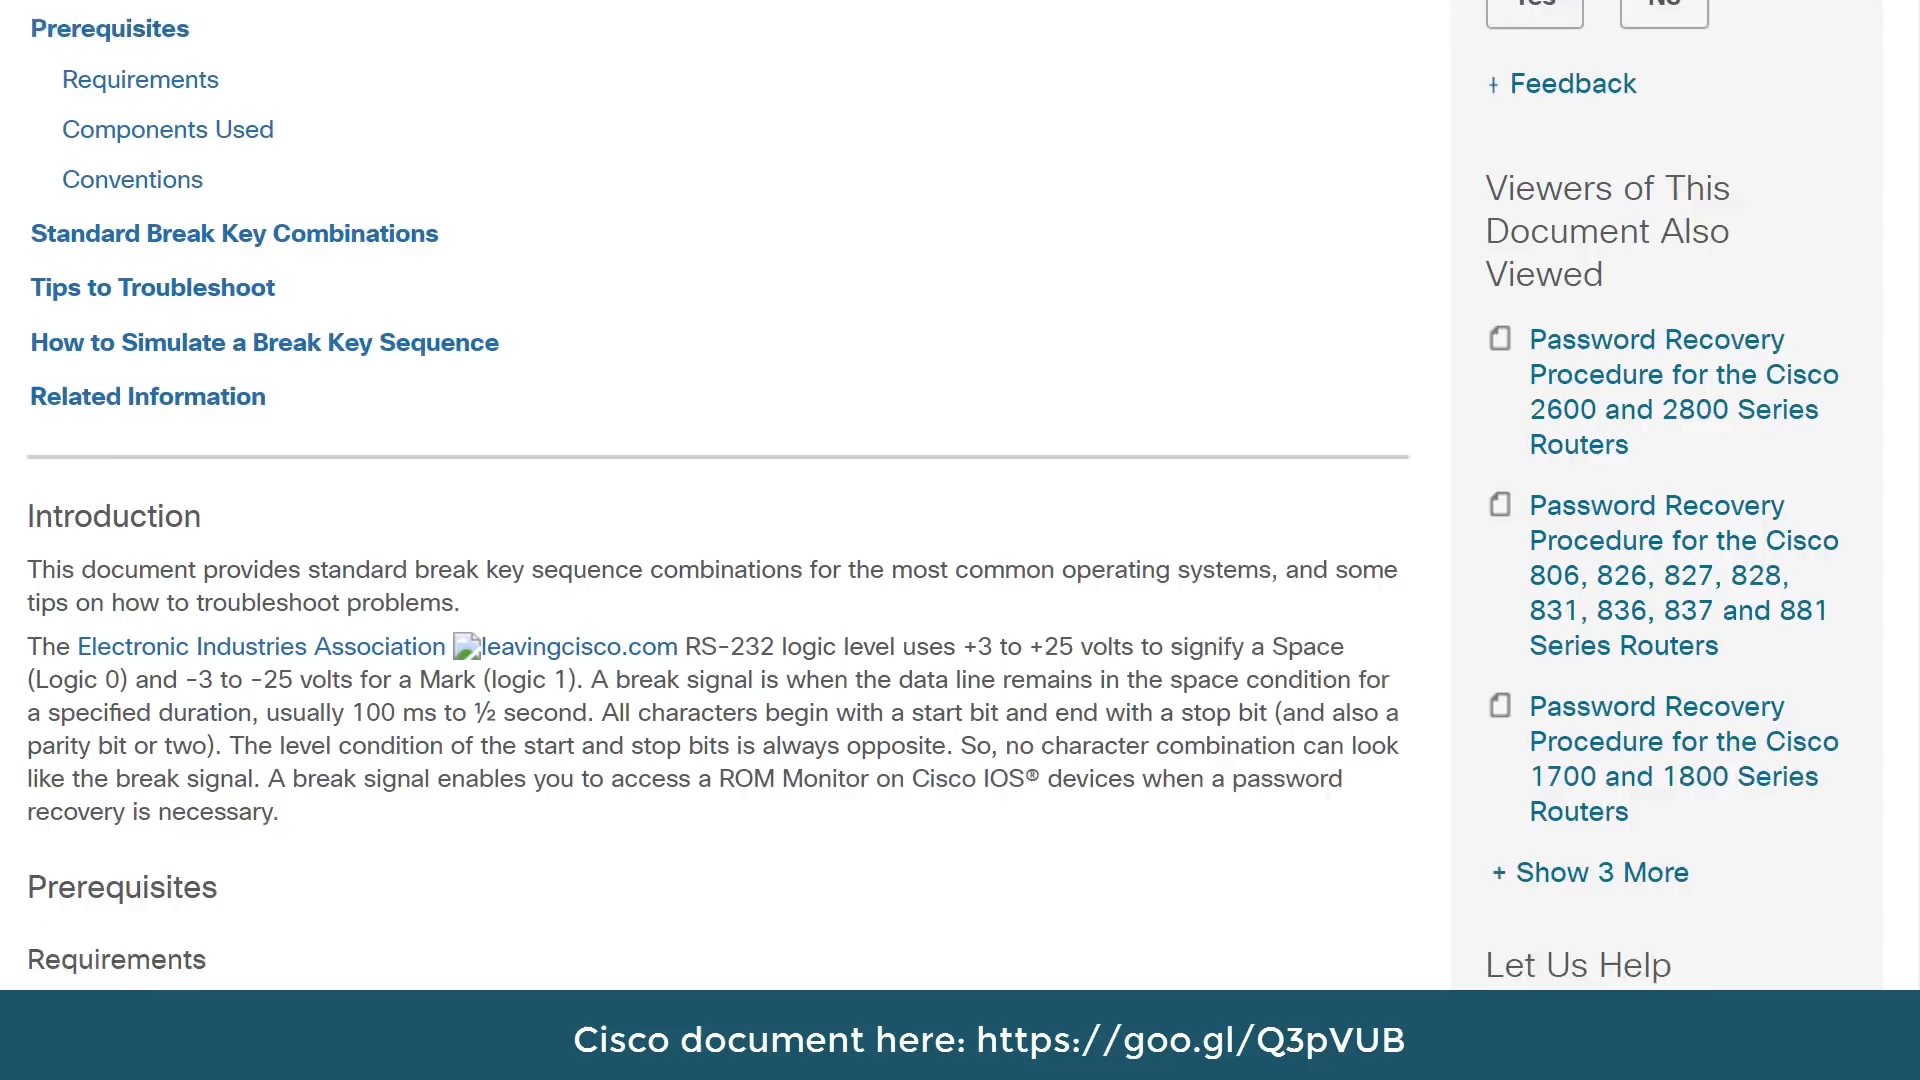 Prerequisites
Requirements
Components Used
Conventions
Standard Break Key Combinations
Tips to Troubleshoot
How to Simulate a Break Key Sequence
Related Information
Introduction
This document provides standard break key sequence combinations for the most common operating systems, and some
tips on how to troubleshoot problems.
The Electronic Industries Association leavingcisco.com RS-232 logic level uses +3 to +25 volts to signify a Space
(Logic 0) and -3 to -25 volts for a Mark (logic 1). A break signal is when the data line remains in the space condition for
a specified duration, usually 100 ms to ½ second. All characters begin with a start bit and end with a stop bit (and also a
parity bit or two). The level condition of the start and stop bits is always opposite. So, no character combination can look
like the break signal. A break signal enables you to access a ROM Monitor on Cisco IOS® devices when a password
recovery is necessary.
Prerequisites
Requirements
Yes No
+ Feedback
Viewers of This
Document Also
Viewed
Password Recovery
Procedure for the Cisco
2600 and 2800 Series
Routers
Password Recovery
Procedure for the Cisco
806, 826, 827, 828,
831, 836, 837 and 881
Series Routers
Password Recovery
Procedure for the Cisco
1700 and 1800 Series
Routers
+ Show 3 More
Let Us Help
Cisco document here: https://goo.gl/Q3pVUB